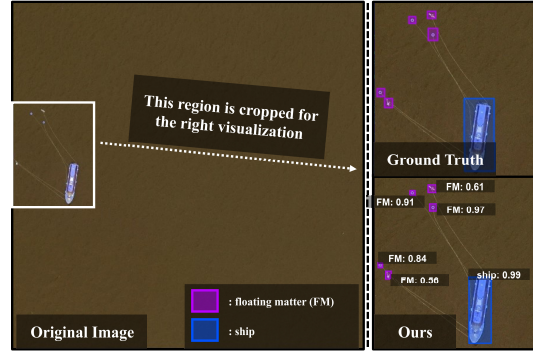 This region is cropped for
the right visualization
: floating matter (FM)
: ship
Original Image
Ground Truth
FM: 0.61
FM: 0.91
FM: 0.97
FM: 0.84
FM: 0.56
ship: 0.99
Ours